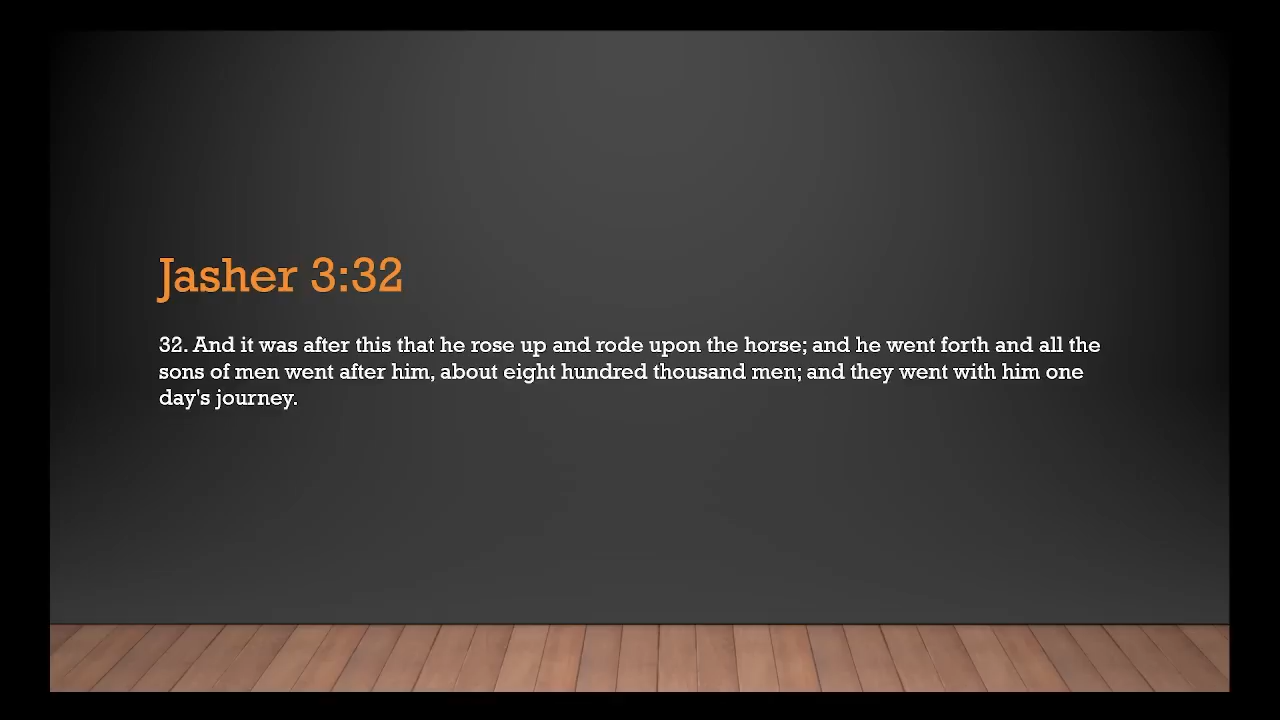 Jasher 3:32
32. And it was after this that he rose up and rode upon the horse; and he went forth and all the
sons of men went after him, about eight hundred thousand men; and they went with him one
day's journey.